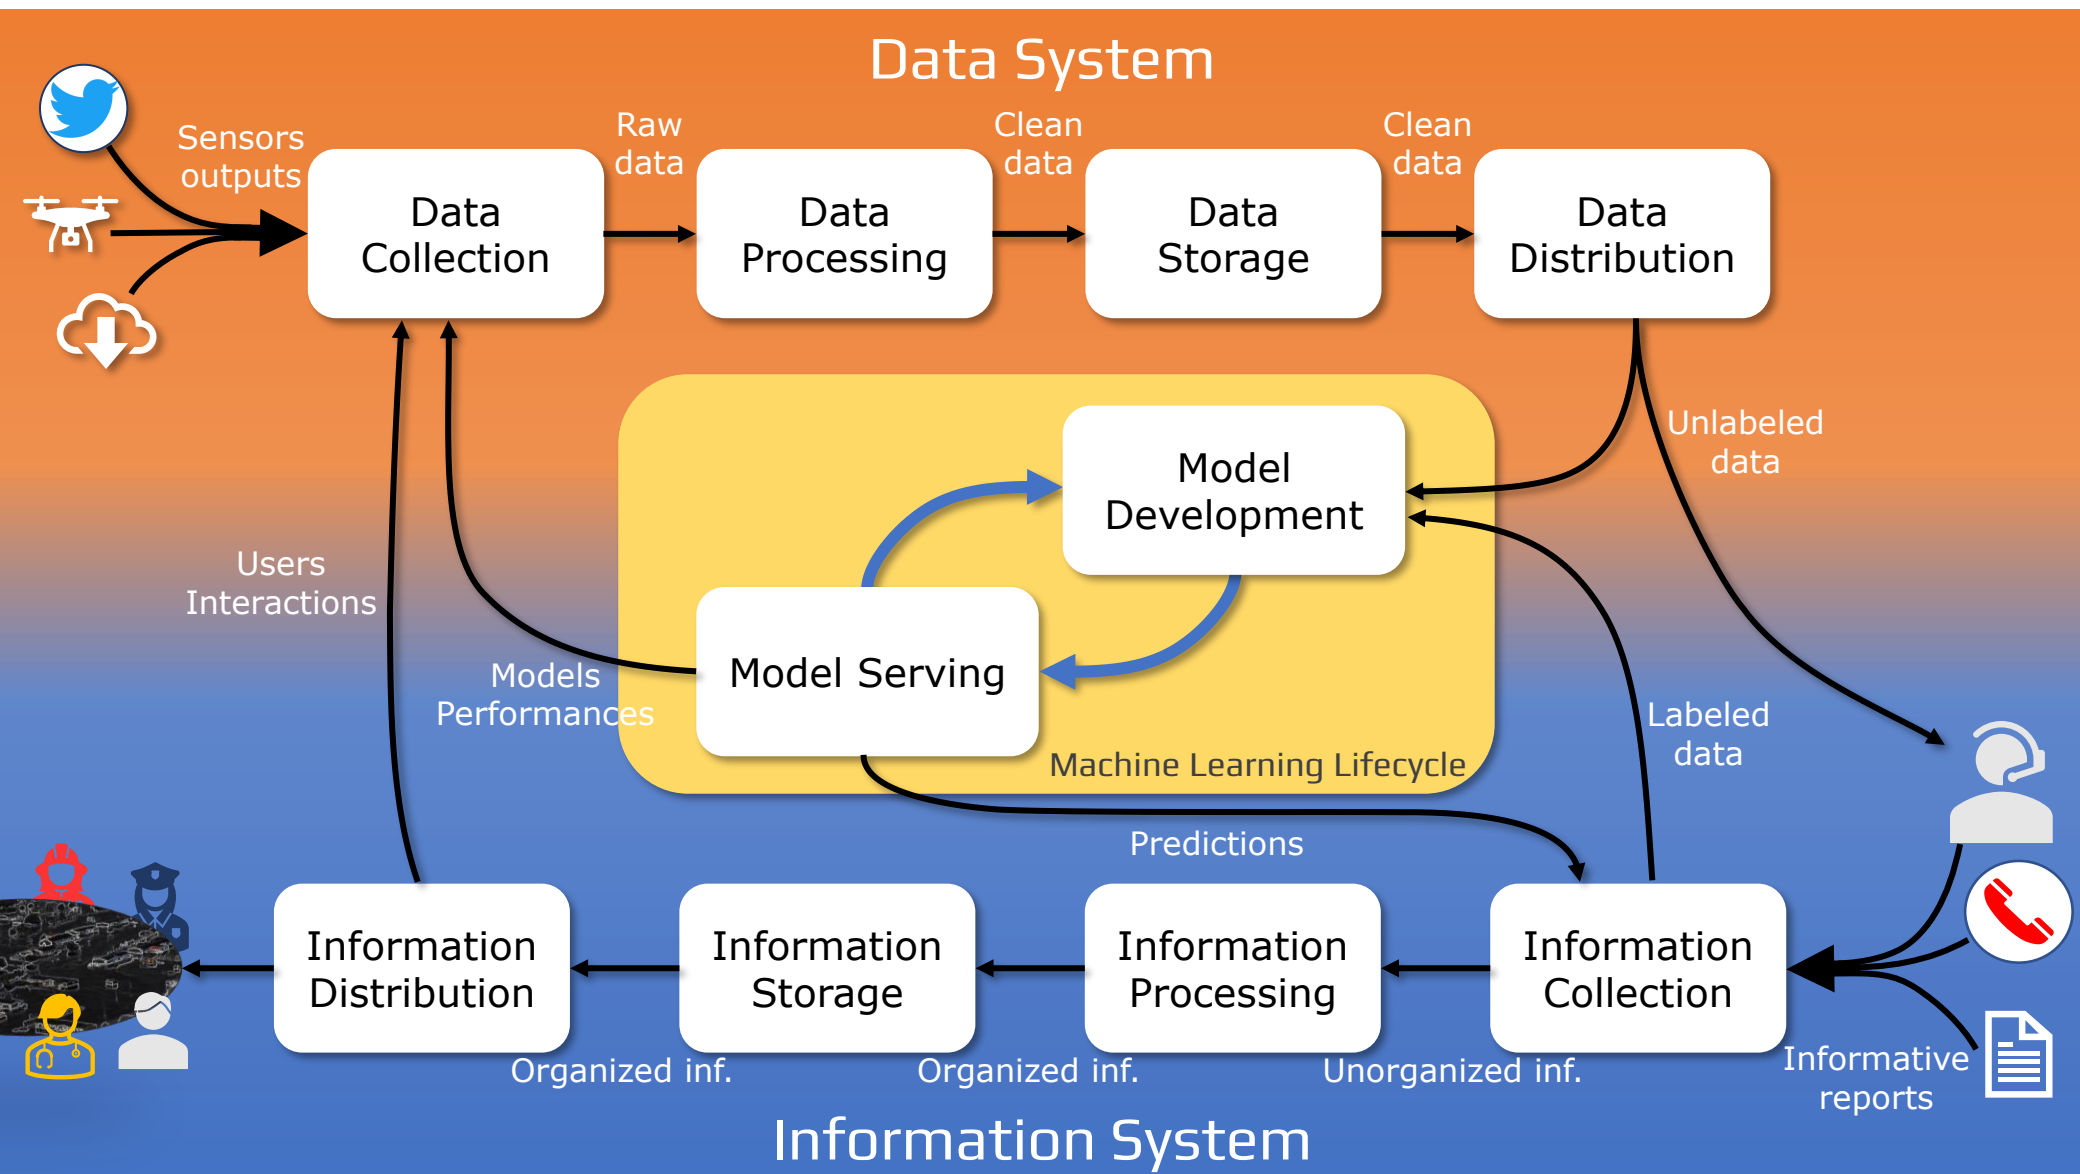 Data System
Sensors
outputs
Raw
data
Clean
data
Clean
data
Data
Collection
Data
Processing
Data
Storage
Data
Distribution
Unlabeled
data
Model
Development
Users
Interactions
Model Serving
Models
Performances
Machine Learning Lifecycle
Labeled
data
Predictions
Information
Distribution
Information
Storage
Information
Processing
Information
Collection
Organized inf.
Organized inf.
Unorganized inf.
Informative
reports
Information System